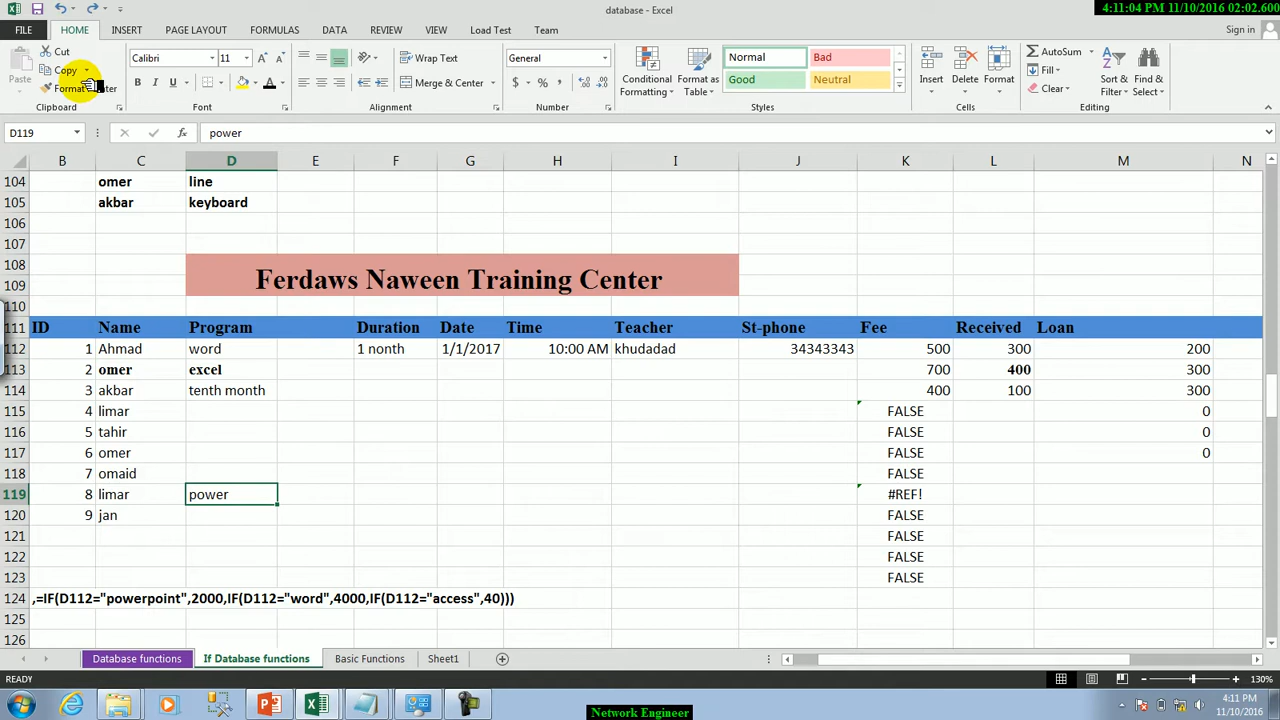 database - Excel
4:11:04 PM 11/10/2016 02:02.600
FILE HOME INSERT PAGE LAYOUT FORMULAS DATA REVIEW VIEW Load Test Team Sign in
Paste Cut Copy Clipboard
Calibri 11 B I U Font
Wrap Text Merge & Center Alignment
General $ % Number
Conditional Formatting Normal Bad Good Neutral Styles
Insert Delete Format Cells
AutoSum Fill Clear Sort & Filter Find & Select Editing
D119 fx power
B C D E F G H I J K L M N
104 omer line
105 akbar keyboard
106
107
108
109 Ferdaws Naween Training Center
110
111 ID Name Program Duration Date Time Teacher St-phone Fee Received Loan
112 1 Ahmad word 1 nonth 1/1/2017 10:00 AM khudadad 34343343 500 300 200
113 2 omer excel 700 400 300
114 3 akbar tenth month 400 100 300
115 4 limar FALSE 0
116 5 tahir FALSE 0
117 6 omer FALSE 0
118 7 omaid FALSE
119 8 limar power #REF!
120 9 jan FALSE
121 FALSE
122 FALSE
123 FALSE
124 ,=IF(D112="powerpoint",2000,IF(D112="word",4000,IF(D112="access",40)))
125
126
Database functions If Database functions Basic Functions Sheet1
READY 130%
4:11 PM
11/10/2016
Network Engineer